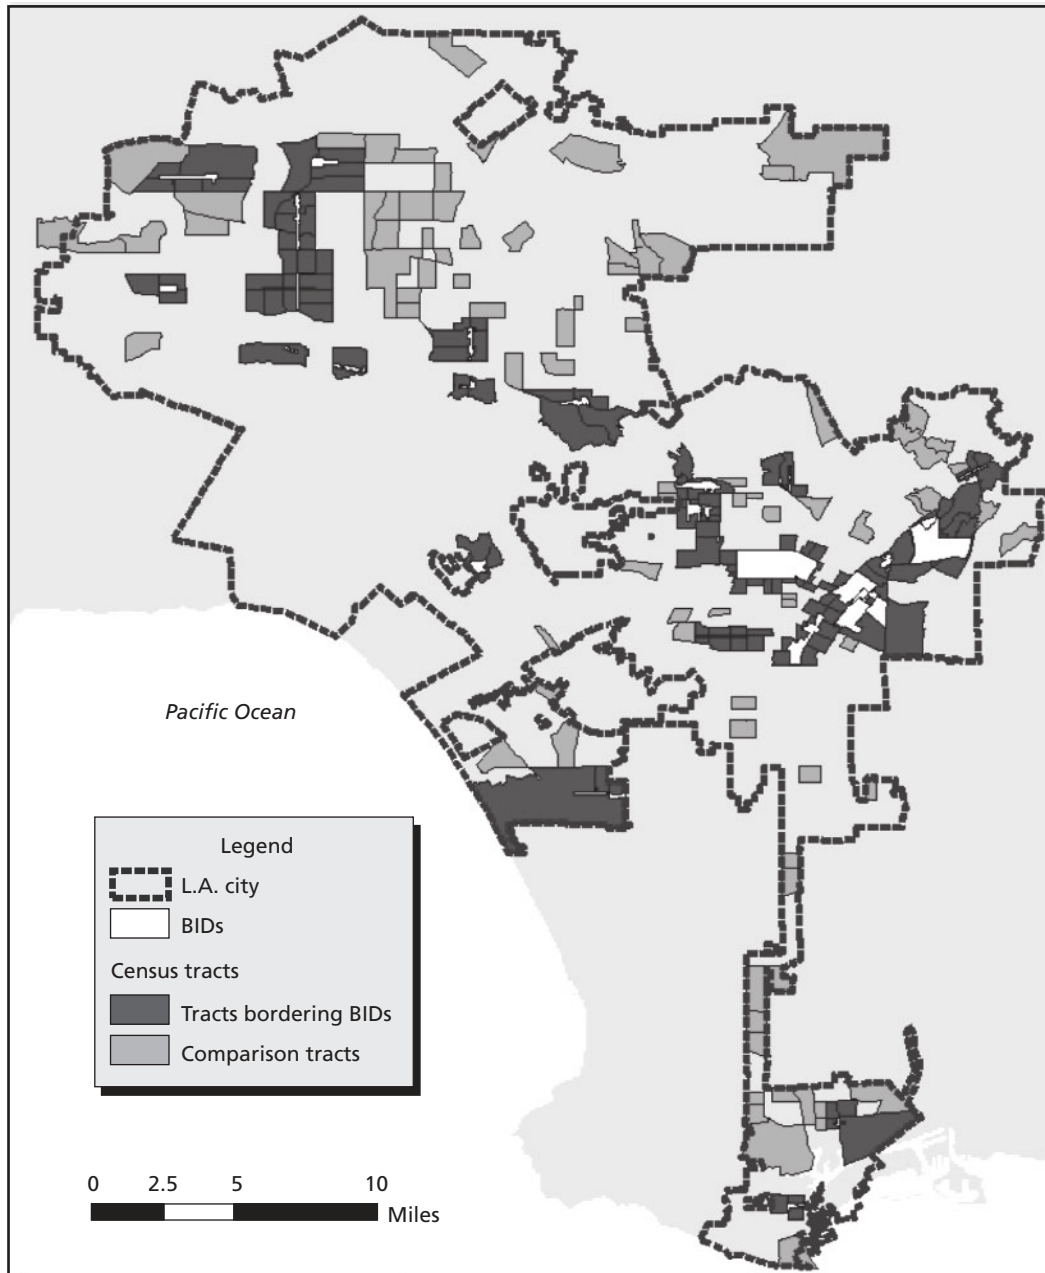 Pacific Ocean
Legend
L.A. city
BIDs
Census tracts
Tracts bordering BIDs
Comparison tracts
0 2.5 5 10
Miles